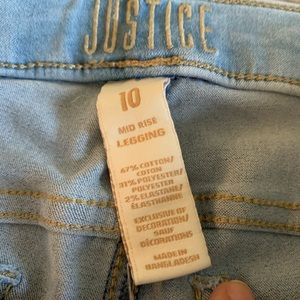 JUSTICE
10
MID RISE
LEGGING
67% COTTON/
COTON
31% POLYESTER/
POLYESTER
2% ELASTANE/
ÉLASTHANNE
EXCLUSIVE OF
DECORATION/
SAUF
DÉCORATIONS
MADE IN
BANGLADESH